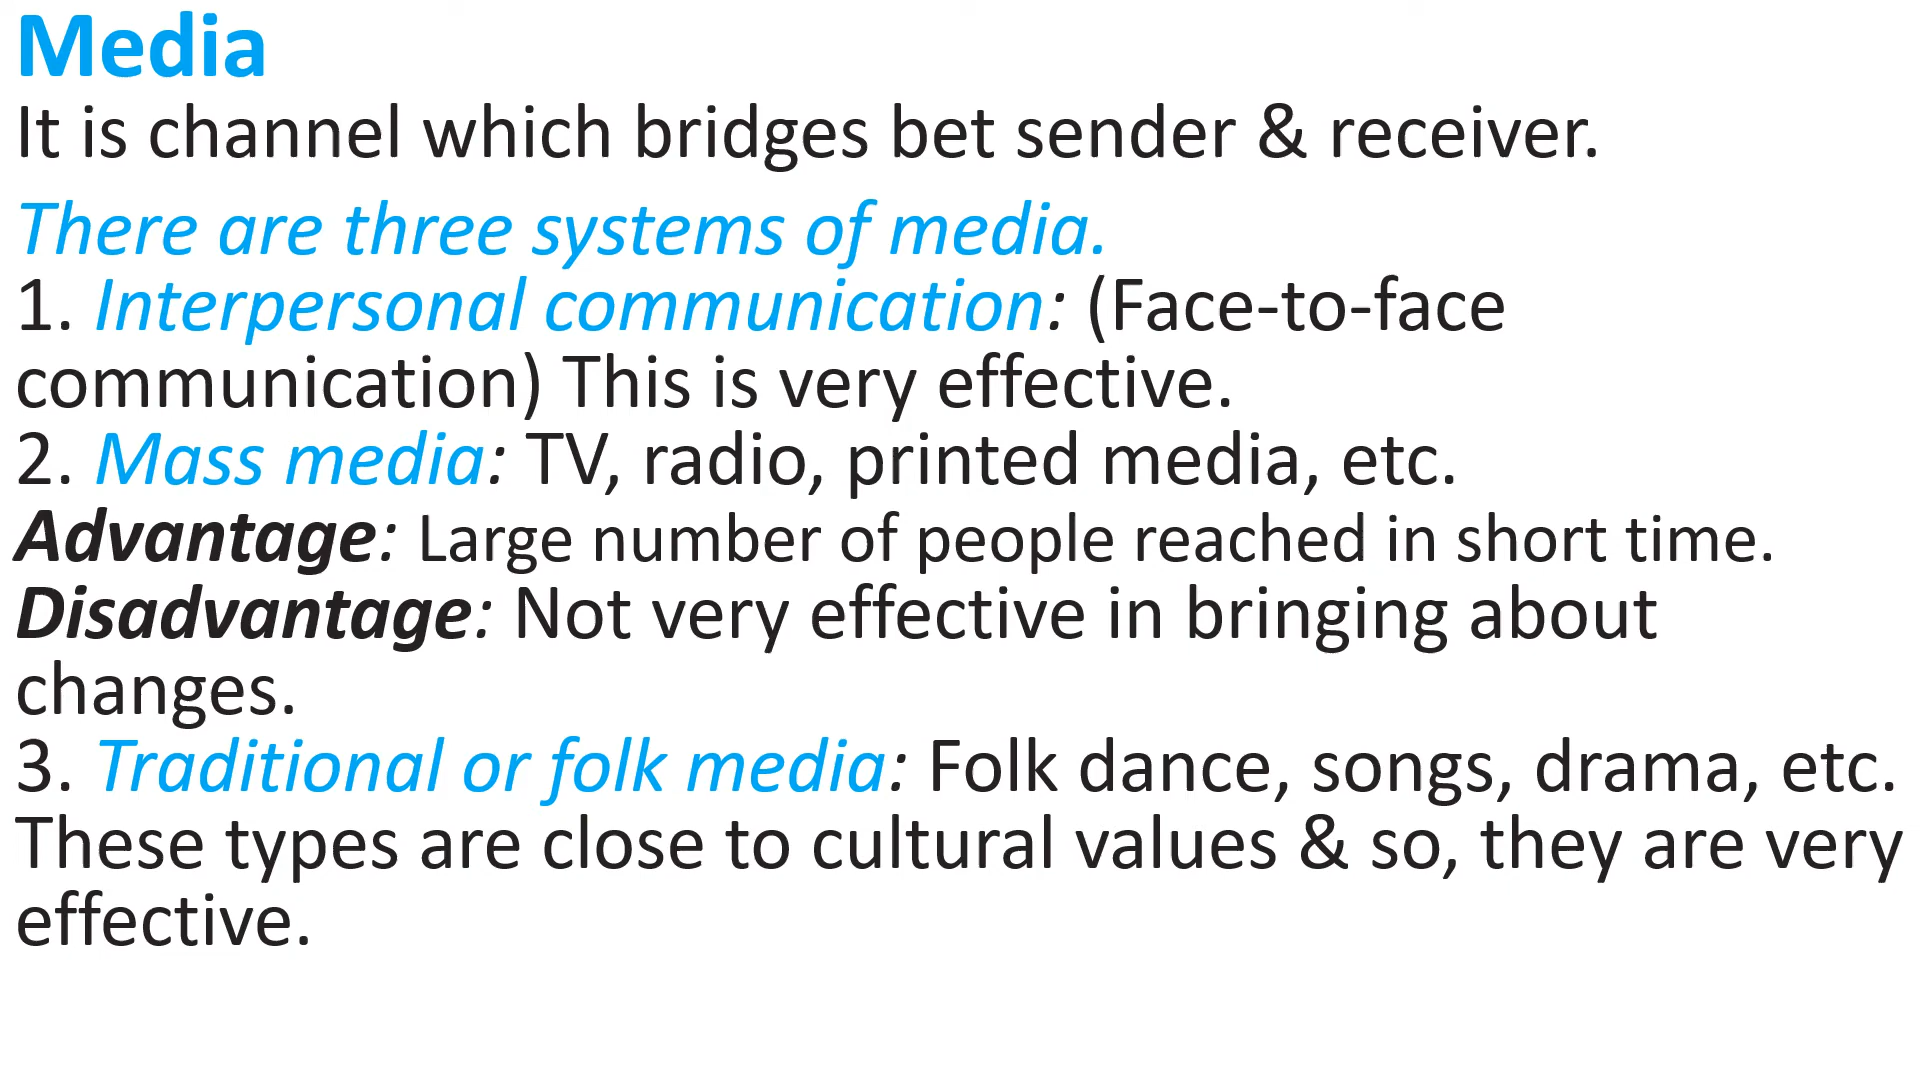 Media
It is channel which bridges bet sender & receiver.
There are three systems of media.
1. Interpersonal communication: (Face-to-face
communication) This is very effective.
2. Mass media: TV, radio, printed media, etc.
Advantage: Large number of people reached in short time.
Disadvantage: Not very effective in bringing about
changes.
3. Traditional or folk media: Folk dance, songs, drama, etc.
These types are close to cultural values & so, they are very
effective.